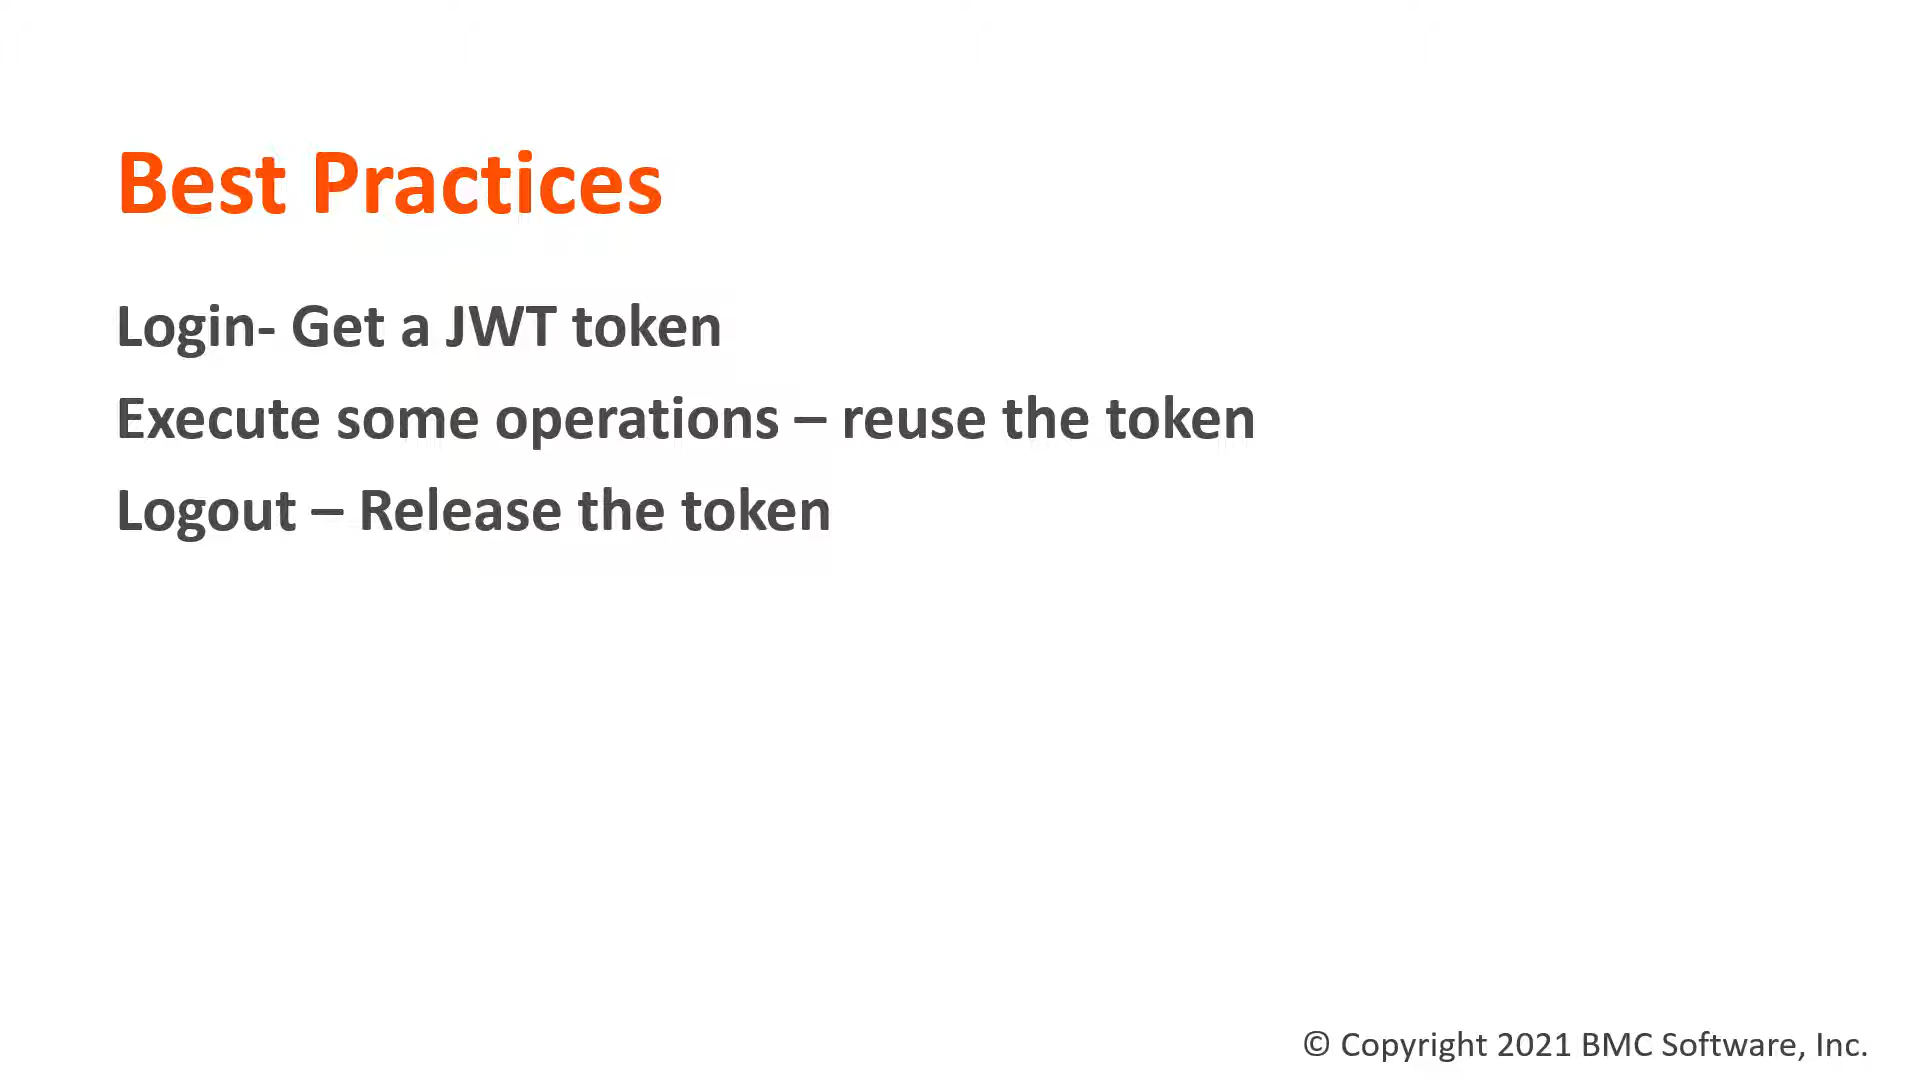 Best Practices
Login- Get a JWT token
Execute some operations – reuse the token
Logout – Release the token
© Copyright 2021 BMC Software, Inc.